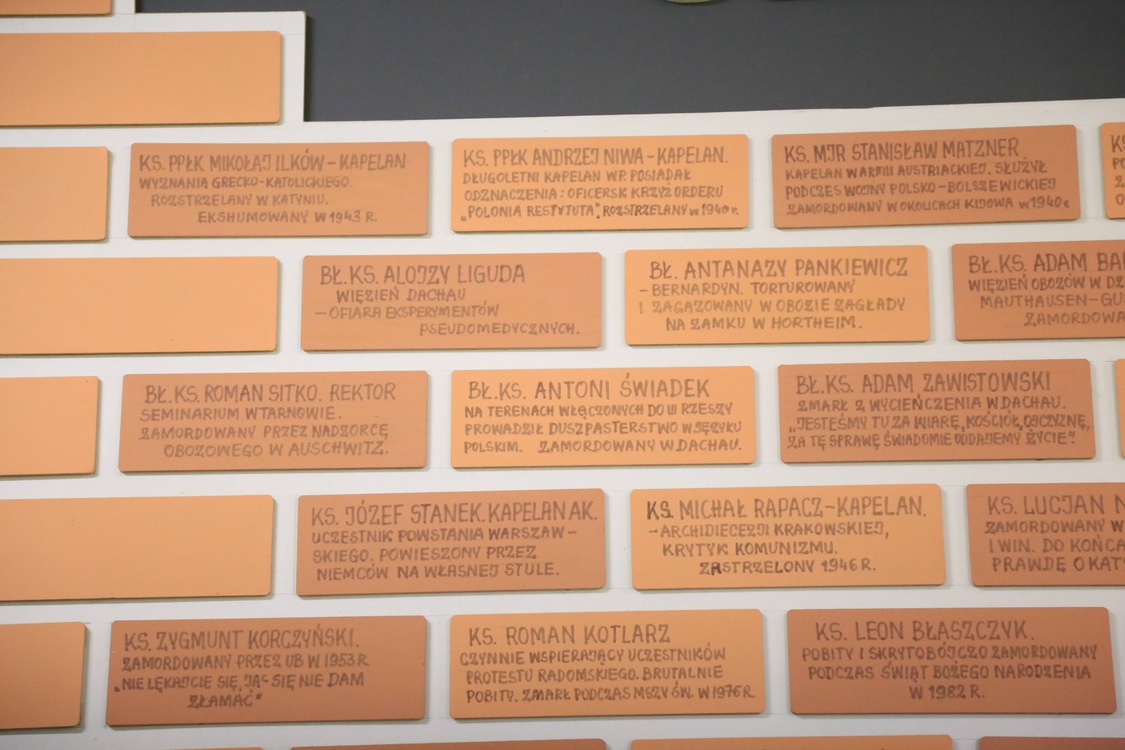 KS. PPŁK MIKOŁAJ ILKÓW – KAPELAN
WYZNANIA GRECKO-KATOLICKIEGO.
ROZSTRZELANY W KATYNIU.
EKSHUMOWANY W 1943 R.
KS. PPŁK ANDRZEJ NIWA – KAPELAN.
DŁUGOLETNI KAPELAN WP. POSIADAŁ
ODZNACZENIA: OFICERSK KRZYŻ ORDERU
„POLONIA RESTYTUTA”. ROZSTRZELANY w 1940 r.
KS. MJR STANISŁAW MATZNER
KAPELAN WARMII AUSTRIACKIEJ. SŁUŻYŁ
PODCZES WOJNY POLSKO – BOLSZEWICKIEJ
ZAMORDOWANY W OKOLICACH KIJOWA w 1940
BŁ. KS. ALOJZY LIGUDA
WIĘZIEŃ DACHAU
– OFIARA EKSPERYMENTÓW
PSEUDOMEDYCZNYCH.
BŁ. ANTANAZY PANKIEWICZ
– BERNARDYN. TORTUROWANY
I ZAGAZOWANY W OBOZIE ZAGŁADY
NA ZAMKU W HORTHEIM.
BŁ. KS. ADAM
WIĘZIEŃ OBOZÓW W
MAUTHAUSEN –
BŁ. KS. ROMAN SITKO. REKTOR
SEMINARIUM W TARNOWIE.
ZAMORDOWANY PRZEZ NADZORCĘ
OBOZOWEGO W AUSCHWITZ.
BŁ. KS. ANTONI ŚWIADEK
NA TERENACH WŁĘCZONYCH DO III RZESZY
PROWADZIŁ DUSZPASTERSTWO W JĘZYKU
POLSKIM. ZAMORDOWANY W DACHAU.
BŁ. KS. ADAM ZAWISTOWSKI
ZMARŁ Z WYCIEŃCZENIA W DACHAU.
„JESTEŚMY TU ZA WIARĘ, KOŚCIÓŁ, OJCZYZNĘ,
ZA TĘ SPRAWĘ ŚWIADOMIE ODDAJEMY ŻYCIE”.
KS. JÓZEF STANEK. KAPELAN AK.
UCZESTNIK POWSTANIA WARSZAW –
SKIEGO. POWIESZONY PRZEZ
NIEMCÓW NA WŁASNEJ STULE.
KS. MICHAŁ RAPACZ – KAPELAN.
– ARCHIDIECEZJI KRAKOWSKIEJ,
KRYTYK KOMUNIZMU.
ZASTRZELONY 1946 R.
KS. LUCJAN
ZAMORDOWANY
I WIN. DO KOŃCA
PRAWDĘ O
KS. ZYGMUNT KORCZYŃSKI.
ZAMORDOWANY PRZEZ UB W 1953 R
„NIE LĘKAJCIE SIĘ, JA SIĘ NIE DAM
ZŁAMAĆ”
KS. ROMAN KOTLARZ
CZYNNIE WSPIERAJĄCY UCZESTNIKÓW
PROTESTU RADOMSKIEGO. BRUTALNIE
POBITY. ZMARŁ PODCZAS MSZY ŚW. W 1976 R.
KS. LEON BŁASZCZYK.
POBITY I SKRYTOBÓJCZO ZAMORDOWANY
PODCZAS ŚWIĄT BOŻEGO NARODZENIA
W 1982 R.